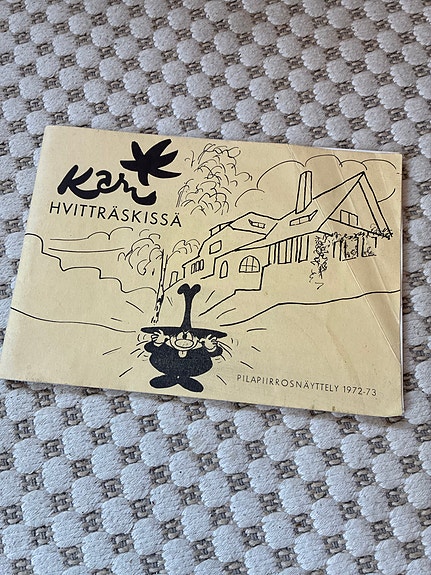 Kari
HVITTRÄSKISSÄ
PILAPIIRROSNÄYTTELY 1972-73